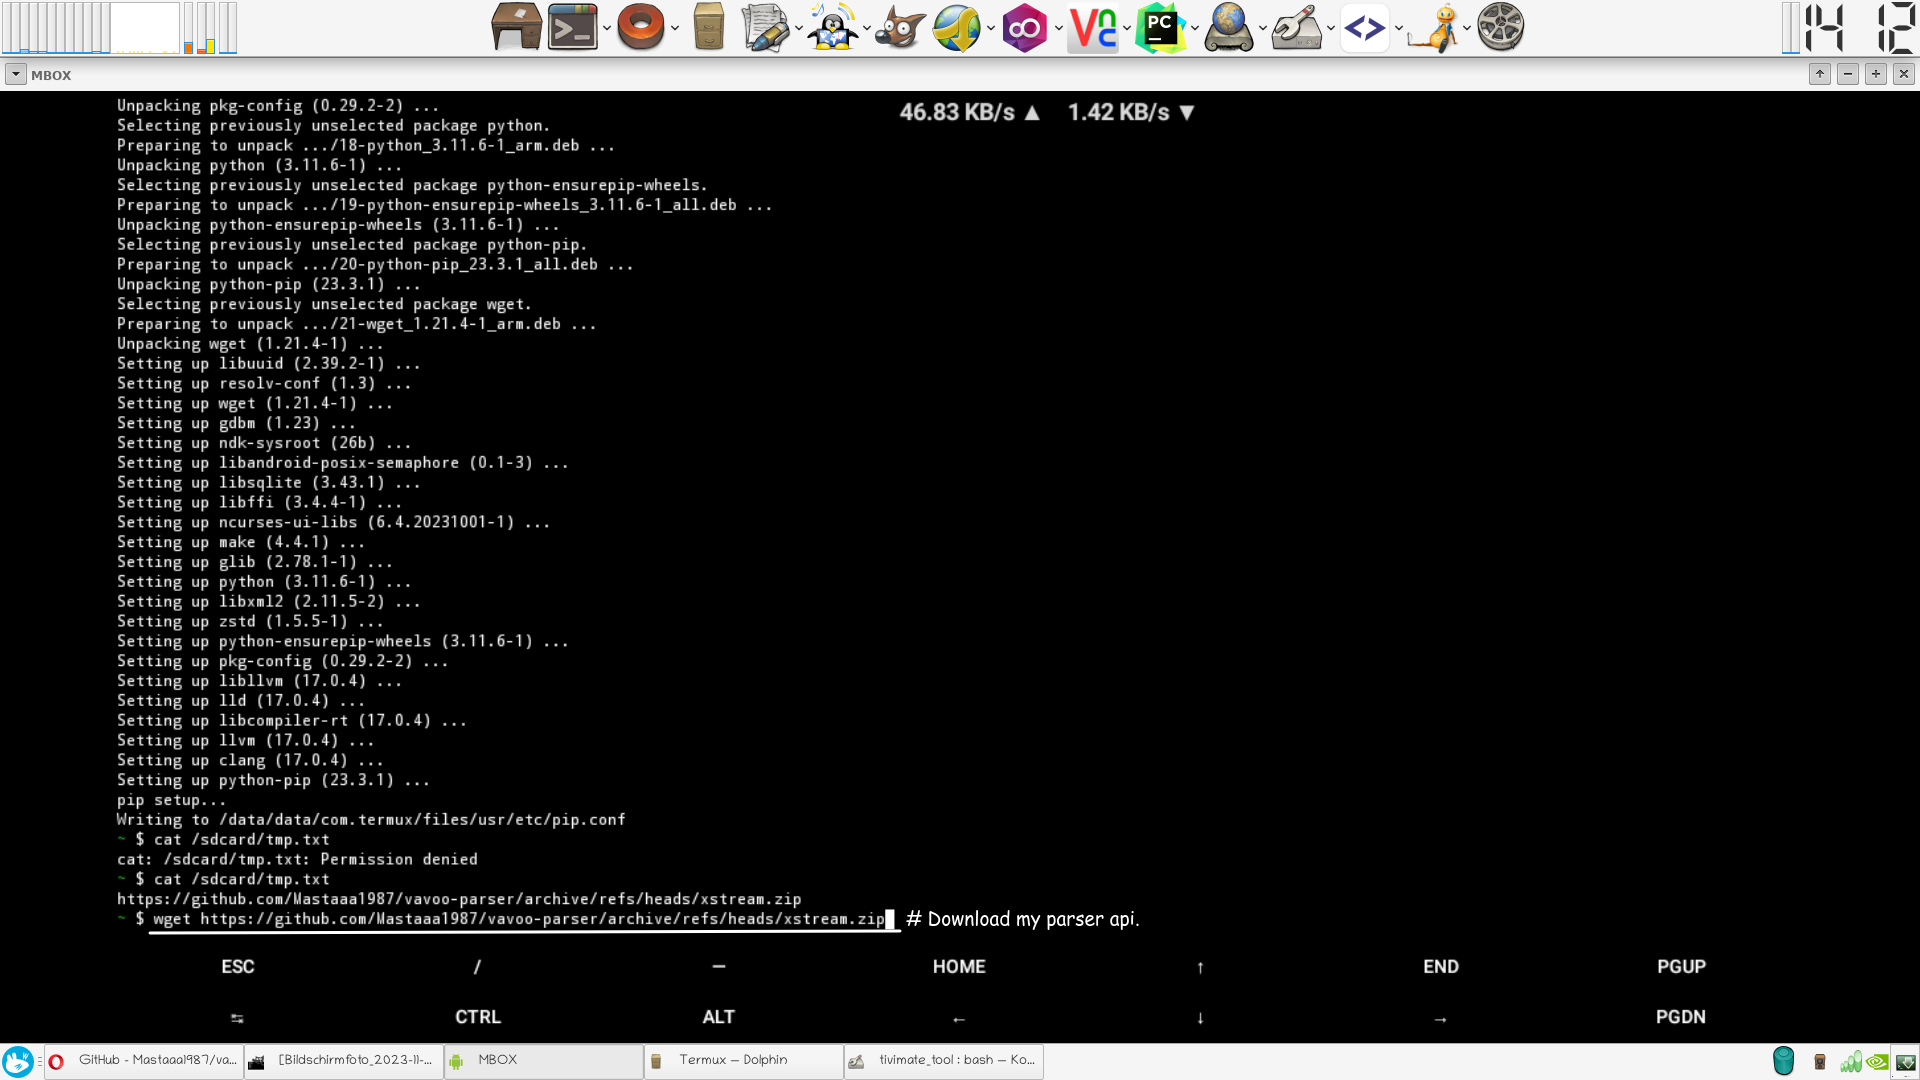 14 12
MBOX
46.83 KB/s ▲ 1.42 KB/s ▼
Unpacking pkg-config (0.29.2-2) ...
Selecting previously unselected package python.
Preparing to unpack .../18-python_3.11.6-1_arm.deb ...
Unpacking python (3.11.6-1) ...
Selecting previously unselected package python-ensurepip-wheels.
Preparing to unpack .../19-python-ensurepip-wheels_3.11.6-1_all.deb ...
Unpacking python-ensurepip-wheels (3.11.6-1) ...
Selecting previously unselected package python-pip.
Preparing to unpack .../20-python-pip_23.3.1_all.deb ...
Unpacking python-pip (23.3.1) ...
Selecting previously unselected package wget.
Preparing to unpack .../21-wget_1.21.4-1_arm.deb ...
Unpacking wget (1.21.4-1) ...
Setting up libuuid (2.39.2-1) ...
Setting up resolv-conf (1.3) ...
Setting up wget (1.21.4-1) ...
Setting up gdbm (1.23) ...
Setting up ndk-sysroot (26b) ...
Setting up libandroid-posix-semaphore (0.1-3) ...
Setting up libsqlite (3.43.1) ...
Setting up libffi (3.4.4-1) ...
Setting up ncurses-ui-libs (6.4.20231001-1) ...
Setting up make (4.4.1) ...
Setting up glib (2.78.1-1) ...
Setting up python (3.11.6-1) ...
Setting up libxml2 (2.11.5-2) ...
Setting up zstd (1.5.5-1) ...
Setting up python-ensurepip-wheels (3.11.6-1) ...
Setting up pkg-config (0.29.2-2) ...
Setting up libllvm (17.0.4) ...
Setting up lld (17.0.4) ...
Setting up libcompiler-rt (17.0.4) ...
Setting up llvm (17.0.4) ...
Setting up clang (17.0.4) ...
Setting up python-pip (23.3.1) ...
pip setup...
Writing to /data/data/com.termux/files/usr/etc/pip.conf
~ $ cat /sdcard/tmp.txt
cat: /sdcard/tmp.txt: Permission denied
~ $ cat /sdcard/tmp.txt
https://github.com/Mastaaa1987/vavoo-parser/archive/refs/heads/xstream.zip
~ $ wget https://github.com/Mastaaa1987/vavoo-parser/archive/refs/heads/xstream.zip # Download my parser api.
ESC / — HOME ↑ END PGUP
↹ CTRL ALT ← ↓ → PGDN
GitHub - Mastaaa1987/va... [Bildschirmfoto_2023-11-... MBOX Termux — Dolphin tivimate_tool : bash — Ko...